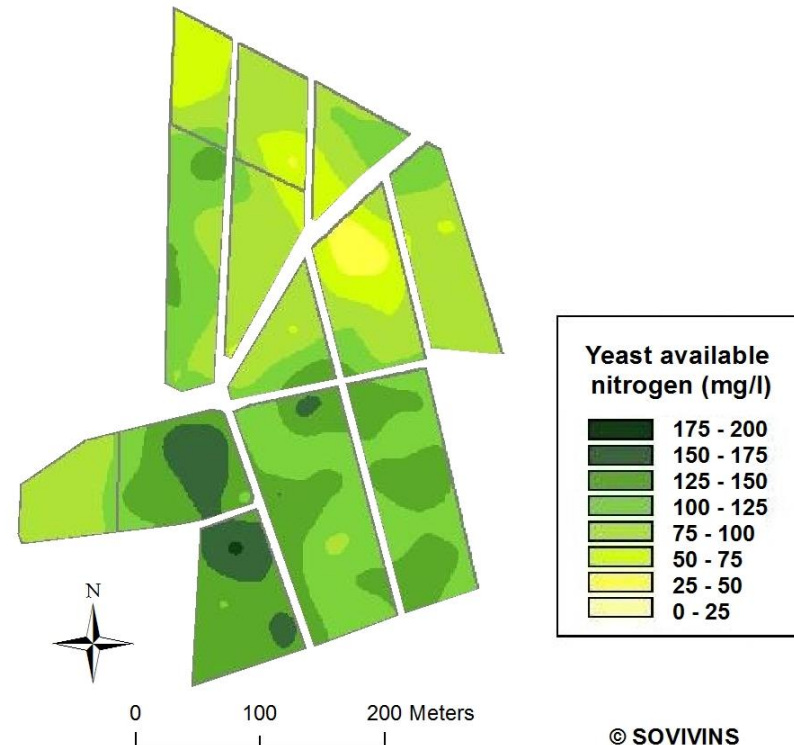 Yeast available
nitrogen (mg/l)
175 - 200
150 - 175
125 - 150
100 - 125
75 - 100
50 - 75
25 - 50
0 - 25
N
0 100 200 Meters
© SOVIVINS